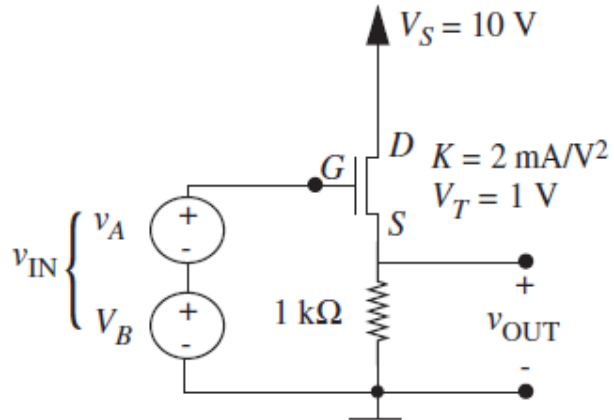 V_S = 10 V
D
G
K = 2 mA/V²
V_T = 1 V
S
v_A
+
-
v_IN {
V_B
+
-
1 kΩ
+
v_OUT
-